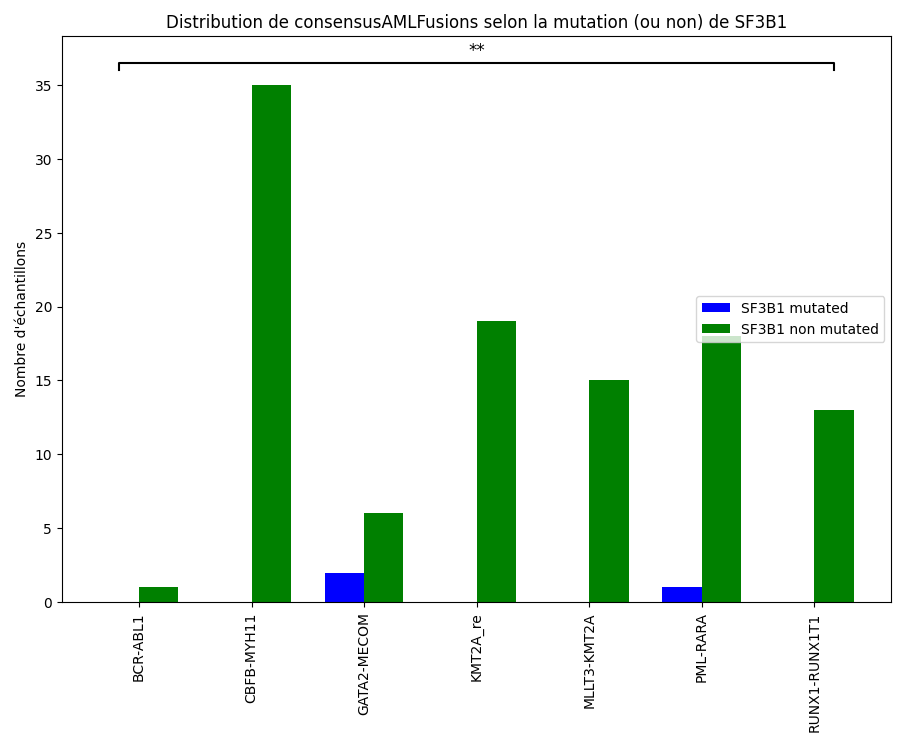 Distribution de consensusAMLFusions selon la mutation (ou non) de SF3B1
**
35
30
25
20
15
10
5
0
Nombre d'échantillons
SF3B1 mutated
SF3B1 non mutated
BCR-ABL1
CBFB-MYH11
GATA2-MECOM
KMT2A_re
MLLT3-KMT2A
PML-RARA
RUNX1-RUNX1T1